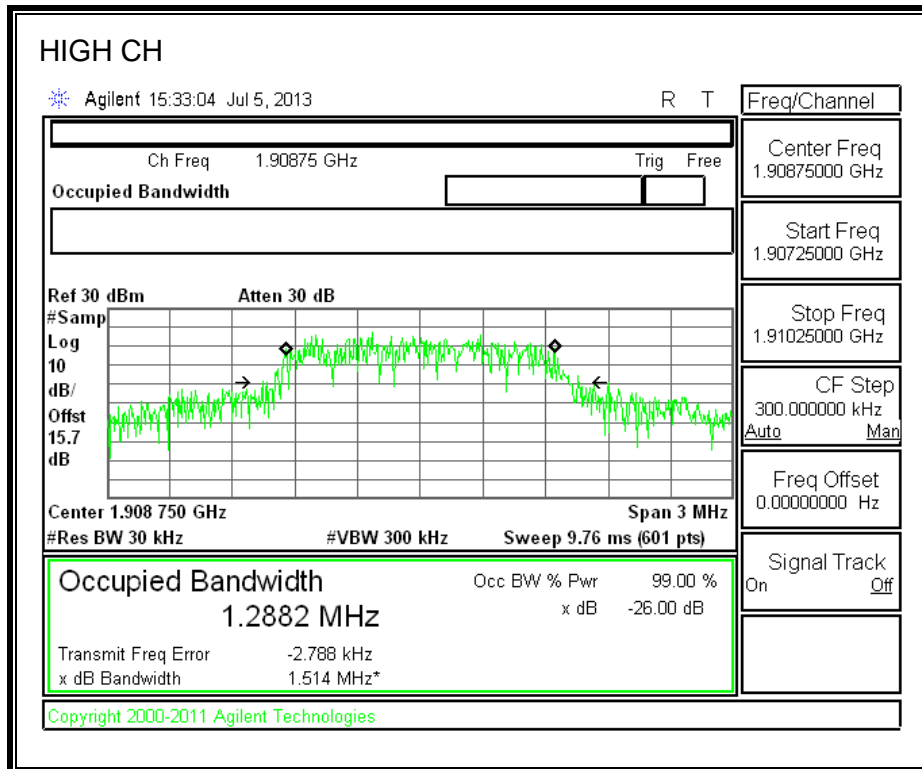 HIGH CH
Agilent 15:33:04 Jul 5, 2013 R T
Freq/Channel
Ch Freq 1.90875 GHz Trig Free
Occupied Bandwidth
Center Freq
1.90875000 GHz
Start Freq
1.90725000 GHz
Stop Freq
1.91025000 GHz
CF Step
300.000000 kHz
Auto Man
Freq Offset
0.00000000 Hz
Signal Track
On Off
Ref 30 dBm Atten 30 dB
#Samp
Log
10
dB/
Offst
15.7
dB
Center 1.908 750 GHz Span 3 MHz
#Res BW 30 kHz #VBW 300 kHz Sweep 9.76 ms (601 pts)
Occupied Bandwidth Occ BW % Pwr 99.00 %
1.2882 MHz x dB -26.00 dB
Transmit Freq Error -2.788 kHz
x dB Bandwidth 1.514 MHz*
Copyright 2000-2011 Agilent Technologies